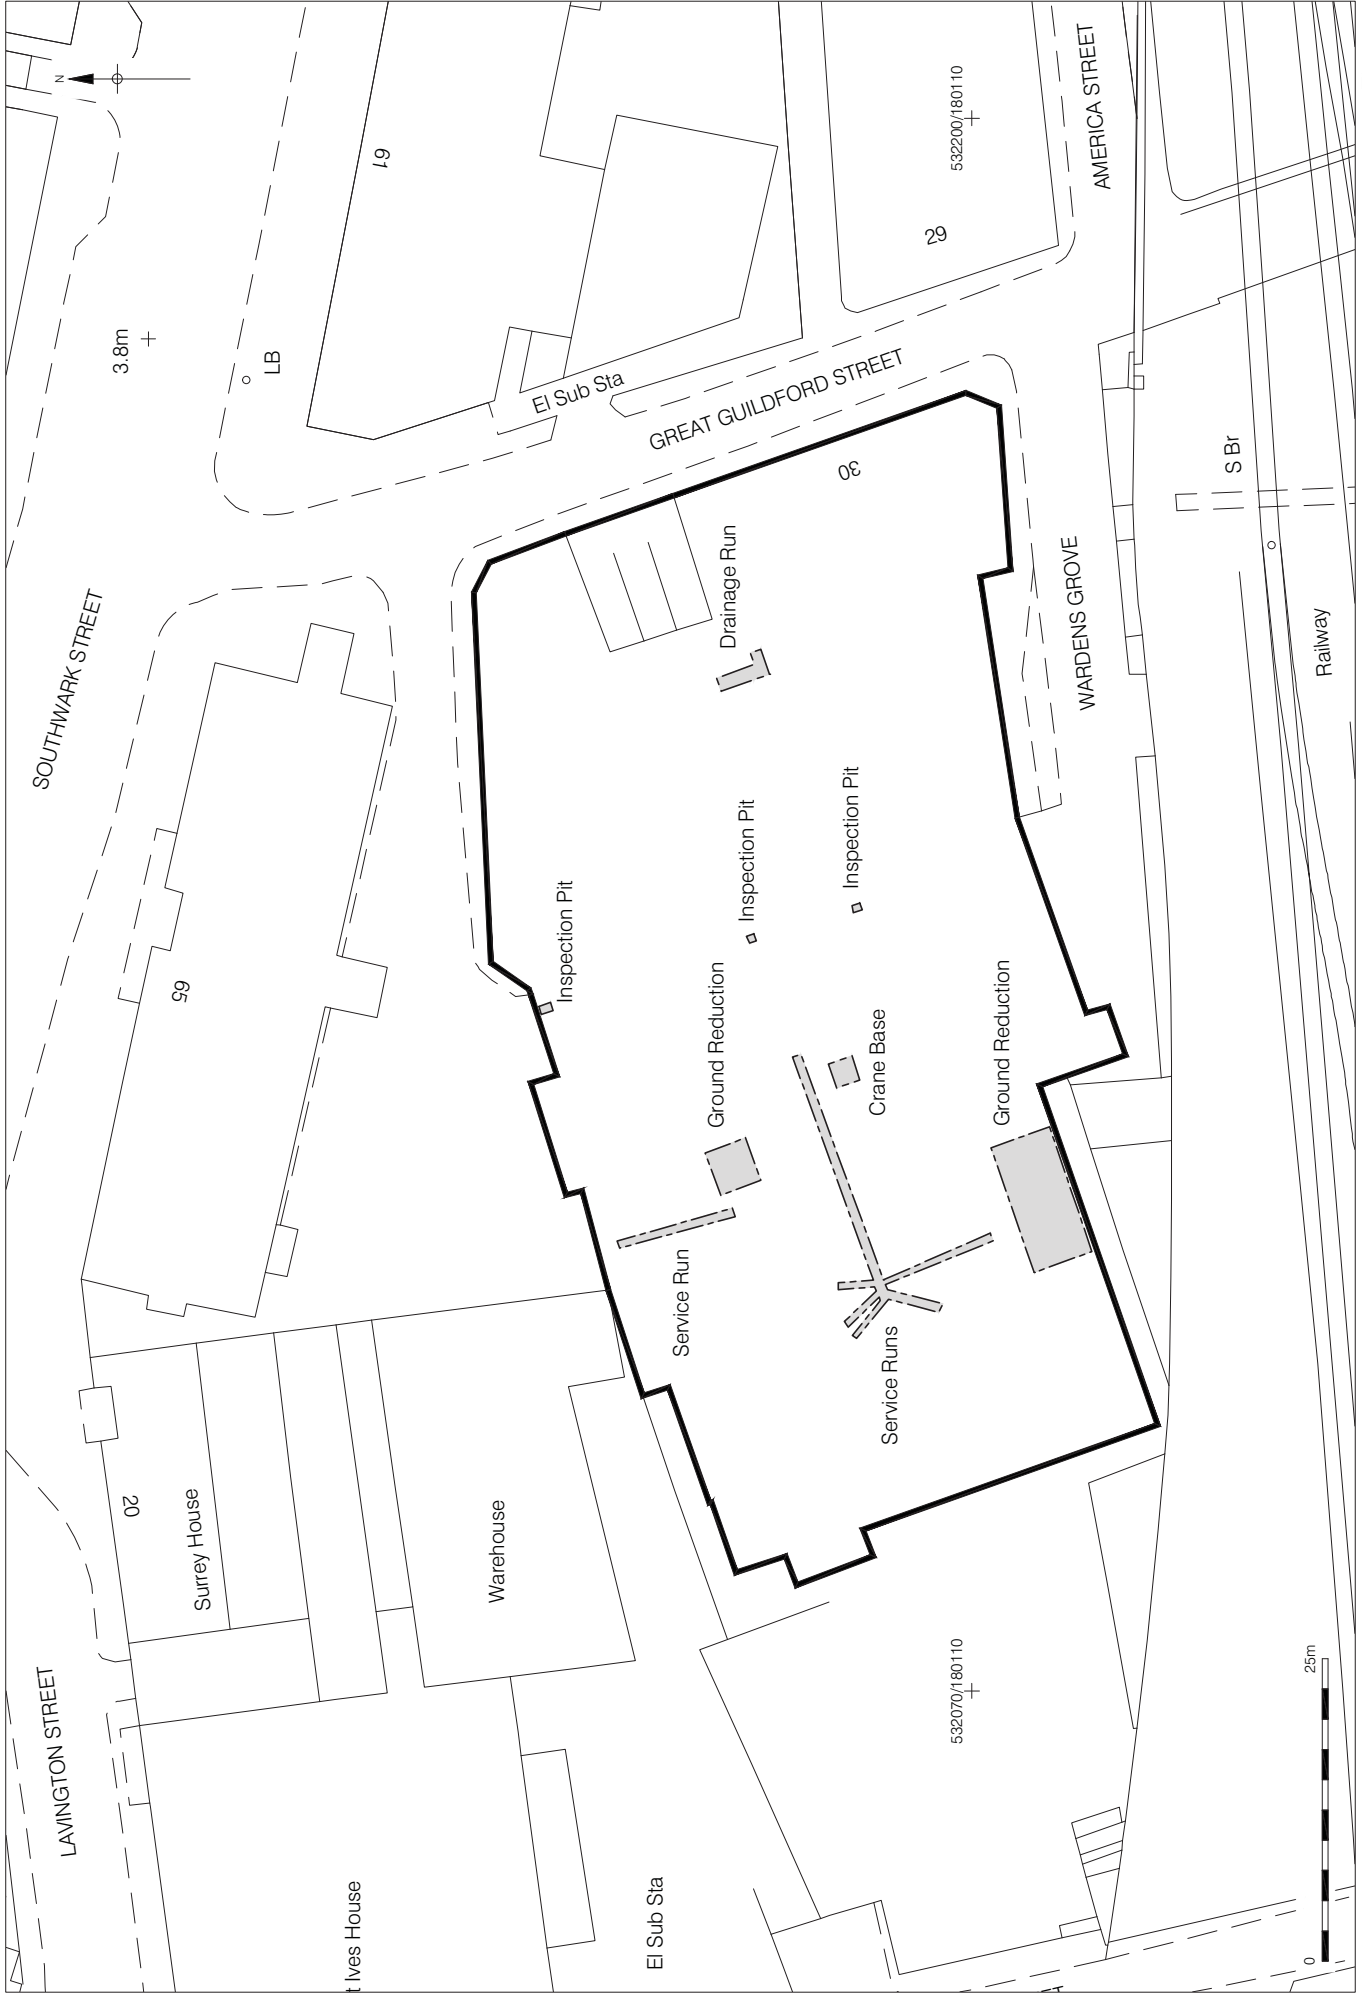 N
AMERICA STREET
532200/180110
61
29
3.8m
LB
El Sub Sta
GREAT GUILDFORD STREET
30
S Br
SOUTHWARK STREET
Drainage Run
WARDENS GROVE
Railway
Inspection Pit
Inspection Pit
Inspection Pit
65
Ground Reduction
Crane Base
Ground Reduction
Service Run
Service Runs
20
Surrey House
Warehouse
LAVINGTON STREET
532070/180110
25m
0
t Ives House
El Sub Sta